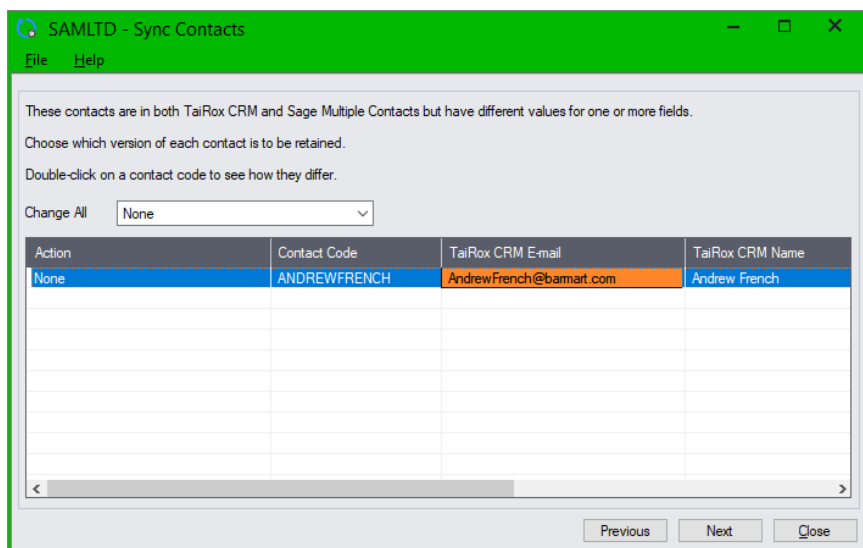 SAMLTD - Sync Contacts
File Help
These contacts are in both TaiRox CRM and Sage Multiple Contacts but have different values for one or more fields.
Choose which version of each contact is to be retained.
Double-click on a contact code to see how they differ.
Change All None
Action Contact Code TaiRox CRM E-mail TaiRox CRM Name
None ANDREWFRENCH AndrewFrench@barmart.com Andrew French
Previous Next Close